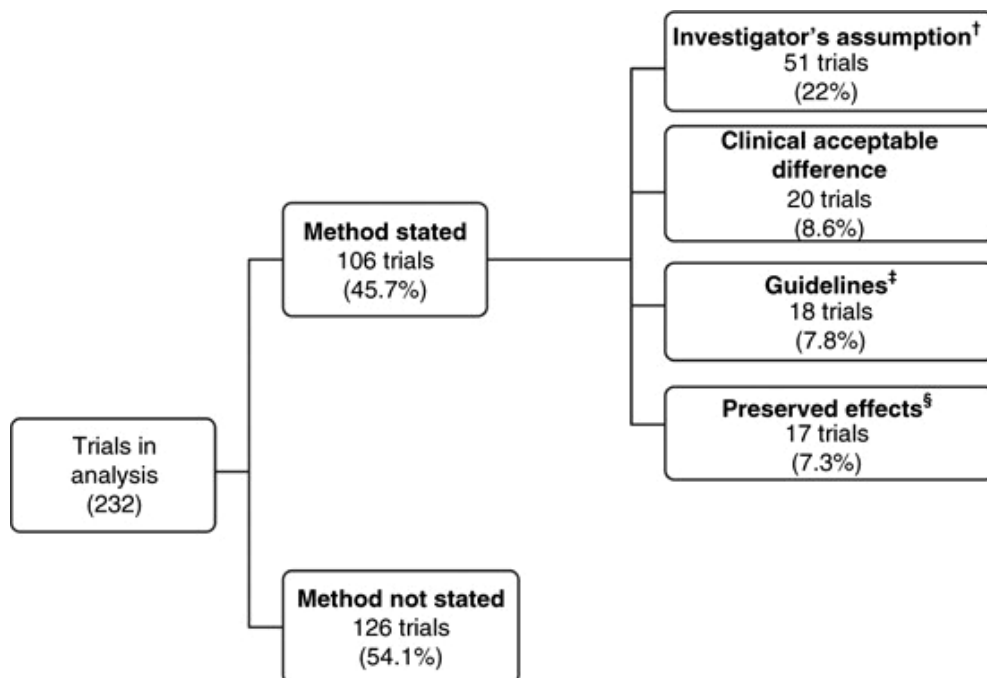 Trials in
analysis
(232)
Method stated
106 trials
(45.7%)
Method not stated
126 trials
(54.1%)
Investigator's assumption†
51 trials
(22%)
Clinical acceptable
difference
20 trials
(8.6%)
Guidelines‡
18 trials
(7.8%)
Preserved effects§
17 trials
(7.3%)